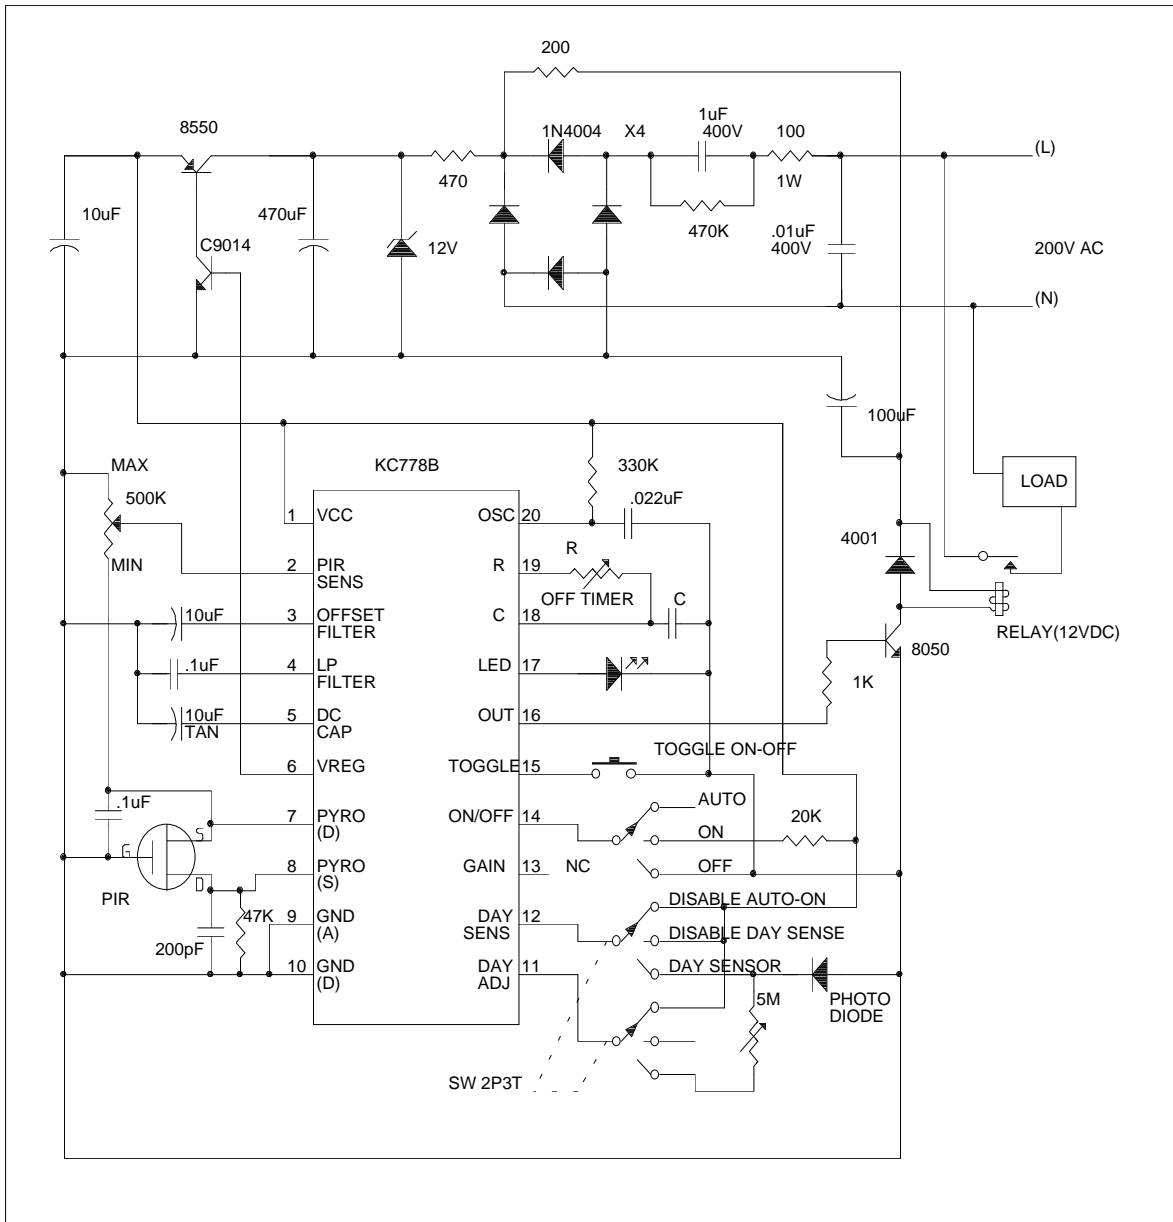 200
8550
1N4004 X4
1uF
400V
100
1W
(L)
470
470K
10uF
470uF
C9014
12V
.01uF
400V
200V AC
(N)
100uF
MAX
500K
MIN
KC778B
330K
.022uF
LOAD
4001
RELAY(12VDC)
8050
1K
1 VCC
2 PIR
SENS
3 OFFSET
FILTER
4 LP
FILTER
5 DC
CAP
6 VREG
7 PYRO
(D)
8 PYRO
(S)
9 GND
(A)
10 GND
(D)
OSC 20
R 19
C 18
LED 17
OUT 16
TOGGLE 15
ON/OFF 14
GAIN 13
DAY
SENS 12
DAY
ADJ 11
R
OFF TIMER
C
10uF
.1uF
10uF
TAN
.1uF
S
G
D
PIR
47K
200pF
TOGGLE ON-OFF
AUTO
ON
OFF
20K
NC
DISABLE AUTO-ON
DISABLE DAY SENSE
DAY SENSOR
5M
PHOTO
DIODE
SW 2P3T